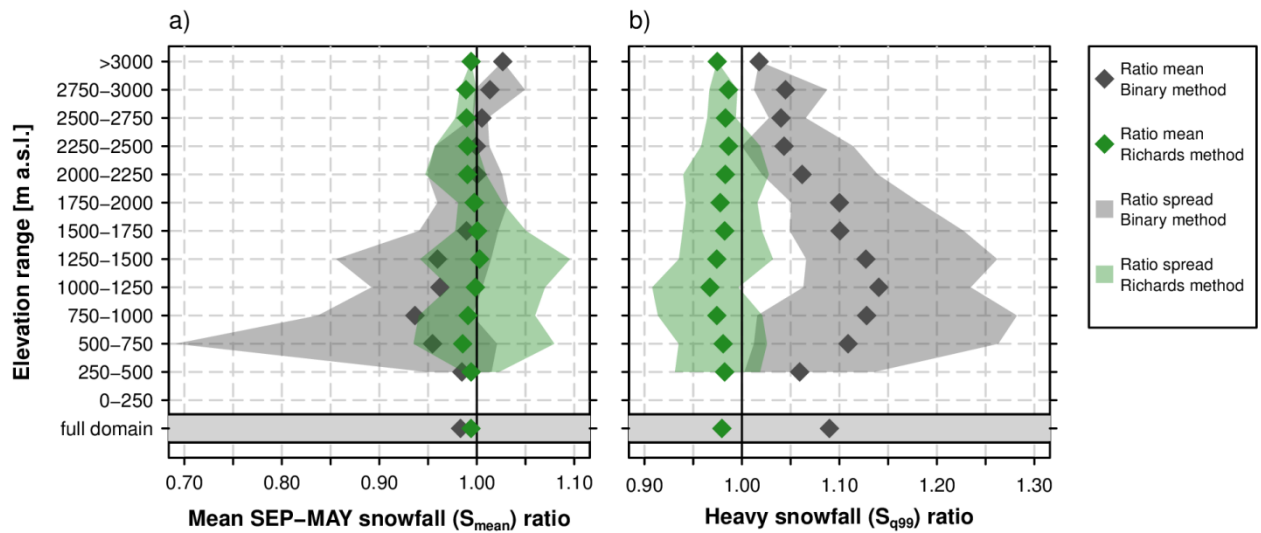 a)
b)
Elevation range [m a.s.l.]
>3000
2750−3000
2500−2750
2250−2500
2000−2250
1750−2000
1500−1750
1250−1500
1000−1250
750−1000
500−750
250−500
0−250
full domain
0.70 0.80 0.90 1.00 1.10
Mean SEP−MAY snowfall (Smean) ratio
0.90 1.00 1.10 1.20 1.30
Heavy snowfall (Sq99) ratio
Ratio mean
Binary method
Ratio mean
Richards method
Ratio spread
Binary method
Ratio spread
Richards method